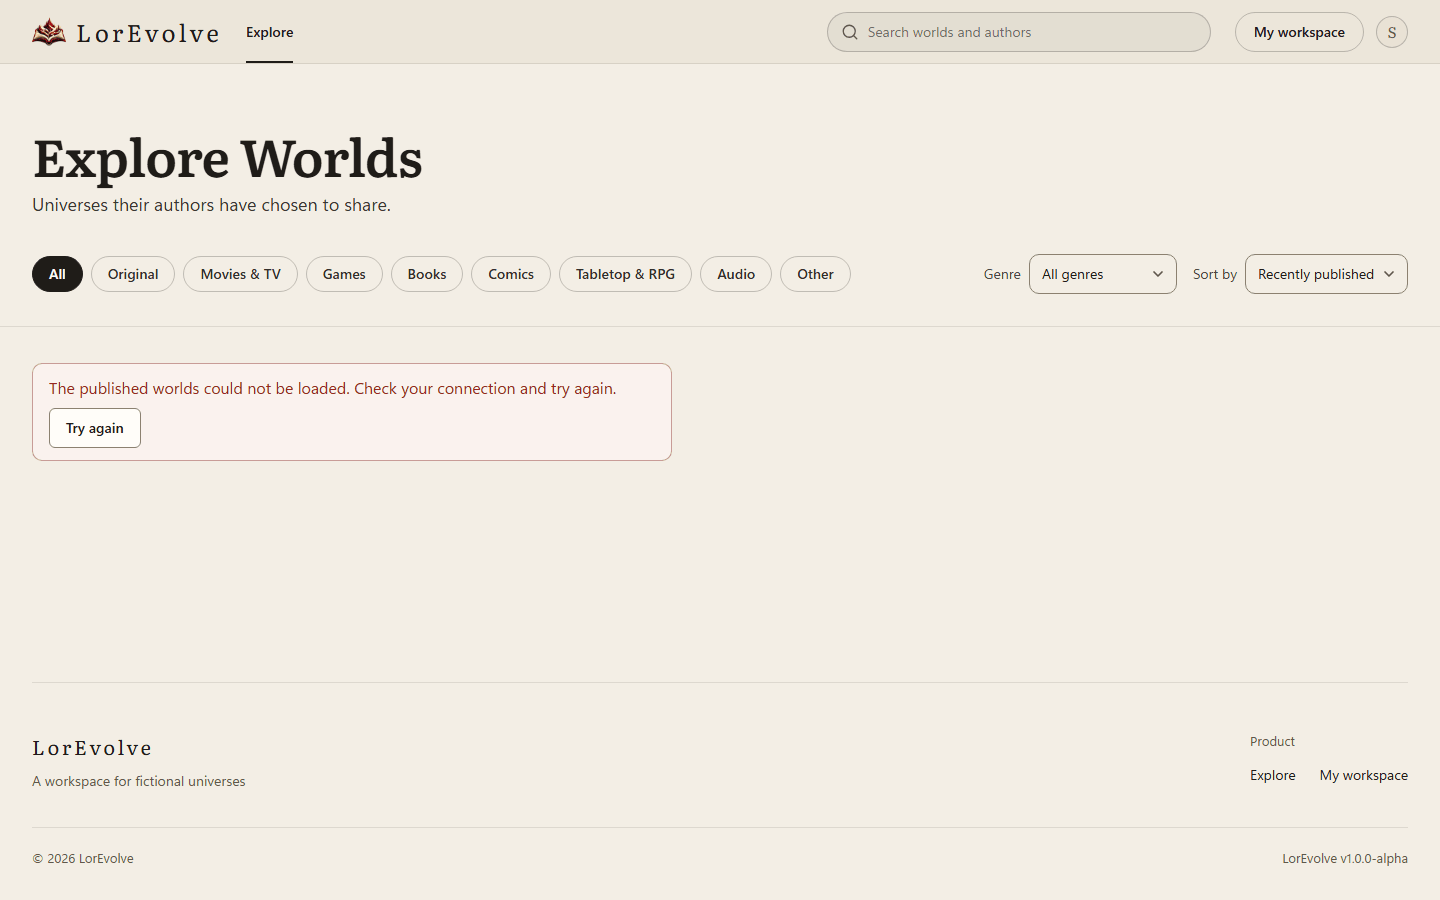 LorEvolve
Explore
Search worlds and authors
My workspace
S
Explore Worlds
Universes their authors have chosen to share.
All
Original
Movies & TV
Games
Books
Comics
Tabletop & RPG
Audio
Other
Genre
All genres
Sort by
Recently published
The published worlds could not be loaded. Check your connection and try again.
Try again
LorEvolve
A workspace for fictional universes
Product
Explore
My workspace
© 2026 LorEvolve
LorEvolve v1.0.0-alpha